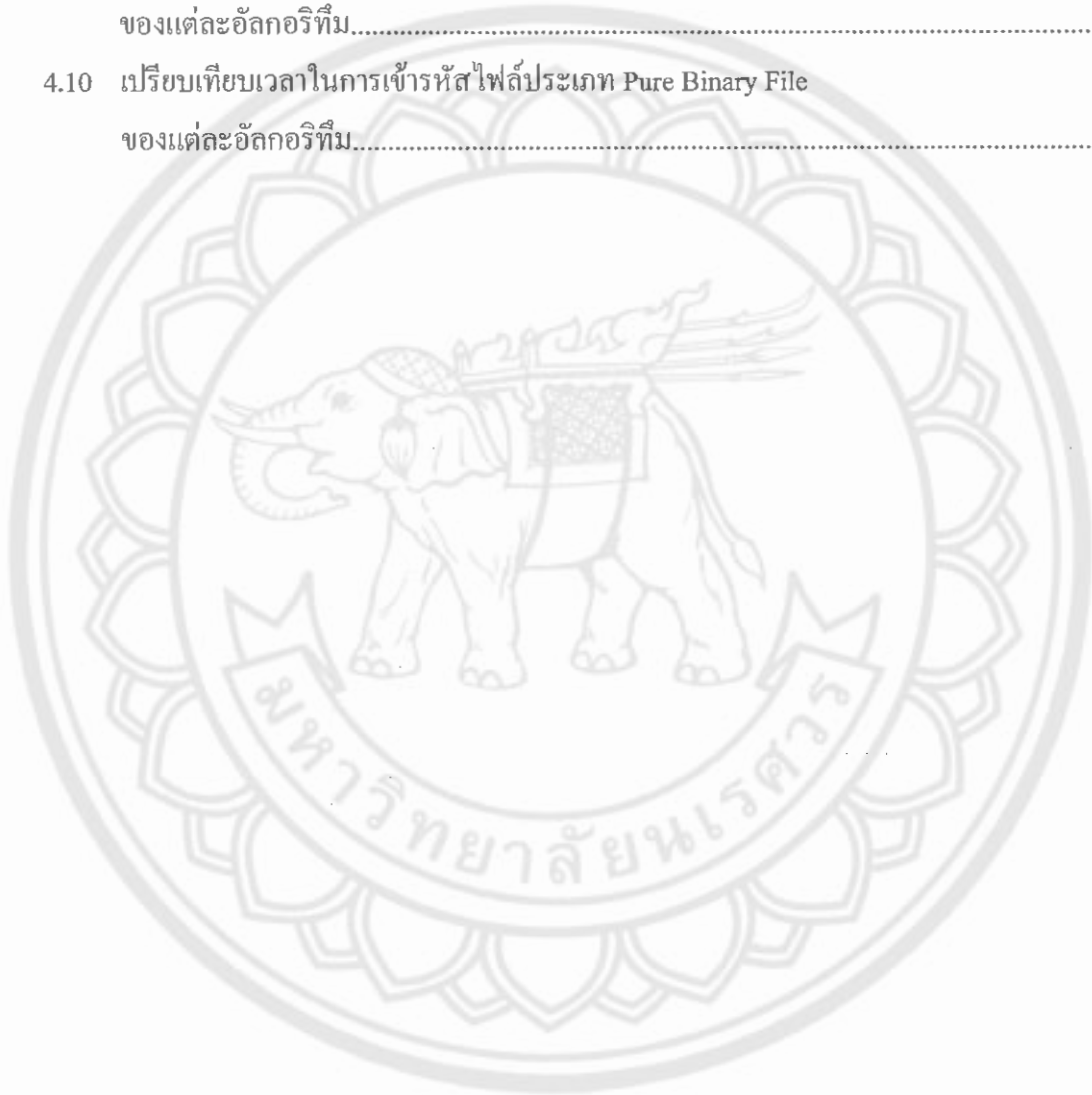 ของแต่ละอัลกอริทึม....................................................................................................
4.10 เปรียบเทียบเวลาในการเข้ารหัสไฟล์ประเภท Pure Binary File
ของแต่ละอัลกอริทึม....................................................................................................
มหาวิทยาลัยนเรศวร